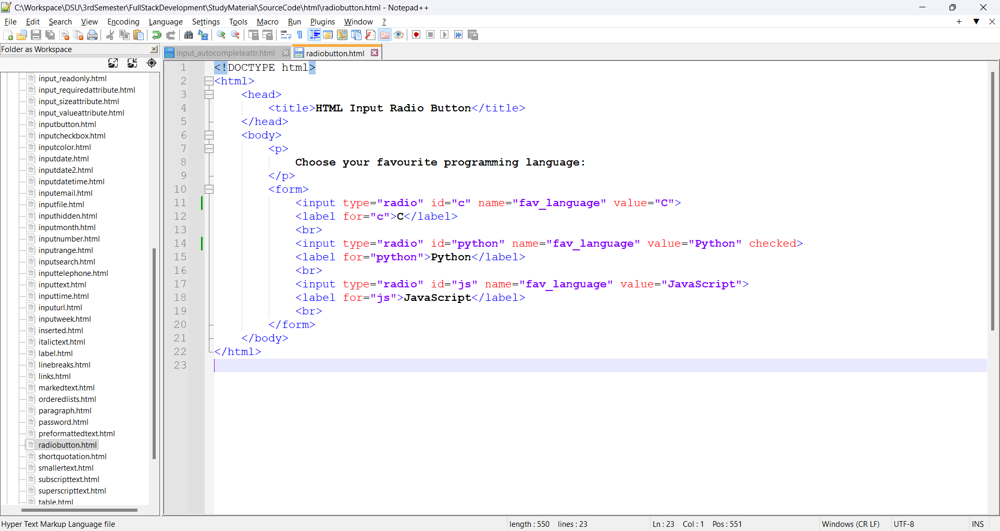 C:\Workspace\DSU\3rdSemester\FullStackDevelopment\StudyMaterial\SourceCode\html\radiobutton.html - Notepad++
File Edit Search View Encoding Language Settings Tools Macro Run Plugins Window ?
Folder as Workspace
input_autocompleteattr.html radiobutton.html
input_readonly.html
input_requiredattribute.html
input_sizeattribute.html
input_valueattribute.html
inputbutton.html
inputcheckbox.html
inputcolor.html
inputdate.html
inputdate2.html
inputdatetime.html
inputemail.html
inputfile.html
inputhidden.html
inputmonth.html
inputnumber.html
inputrange.html
inputsearch.html
inputtelephone.html
inputtext.html
inputtime.html
inputurl.html
inputweek.html
inserted.html
italictext.html
label.html
linebreaks.html
links.html
markedtext.html
orderedlists.html
paragraph.html
password.html
preformattedtext.html
radiobutton.html
shortquotation.html
smallertext.html
subscripttext.html
superscripttext.html
table.html
1 <!DOCTYPE html>
2 <html>
3 <head>
4 <title>HTML Input Radio Button</title>
5 </head>
6 <body>
7 <p>
8 Choose your favourite programming language:
9 </p>
10 <form>
11 <input type="radio" id="c" name="fav_language" value="C">
12 <label for="c">C</label>
13 <br>
14 <input type="radio" id="python" name="fav_language" value="Python" checked>
15 <label for="python">Python</label>
16 <br>
17 <input type="radio" id="js" name="fav_language" value="JavaScript">
18 <label for="js">JavaScript</label>
19 <br>
20 </form>
21 </body>
22 </html>
23
Hyper Text Markup Language file length : 550 lines : 23 Ln : 23 Col : 1 Pos : 551 Windows (CR LF) UTF-8 INS